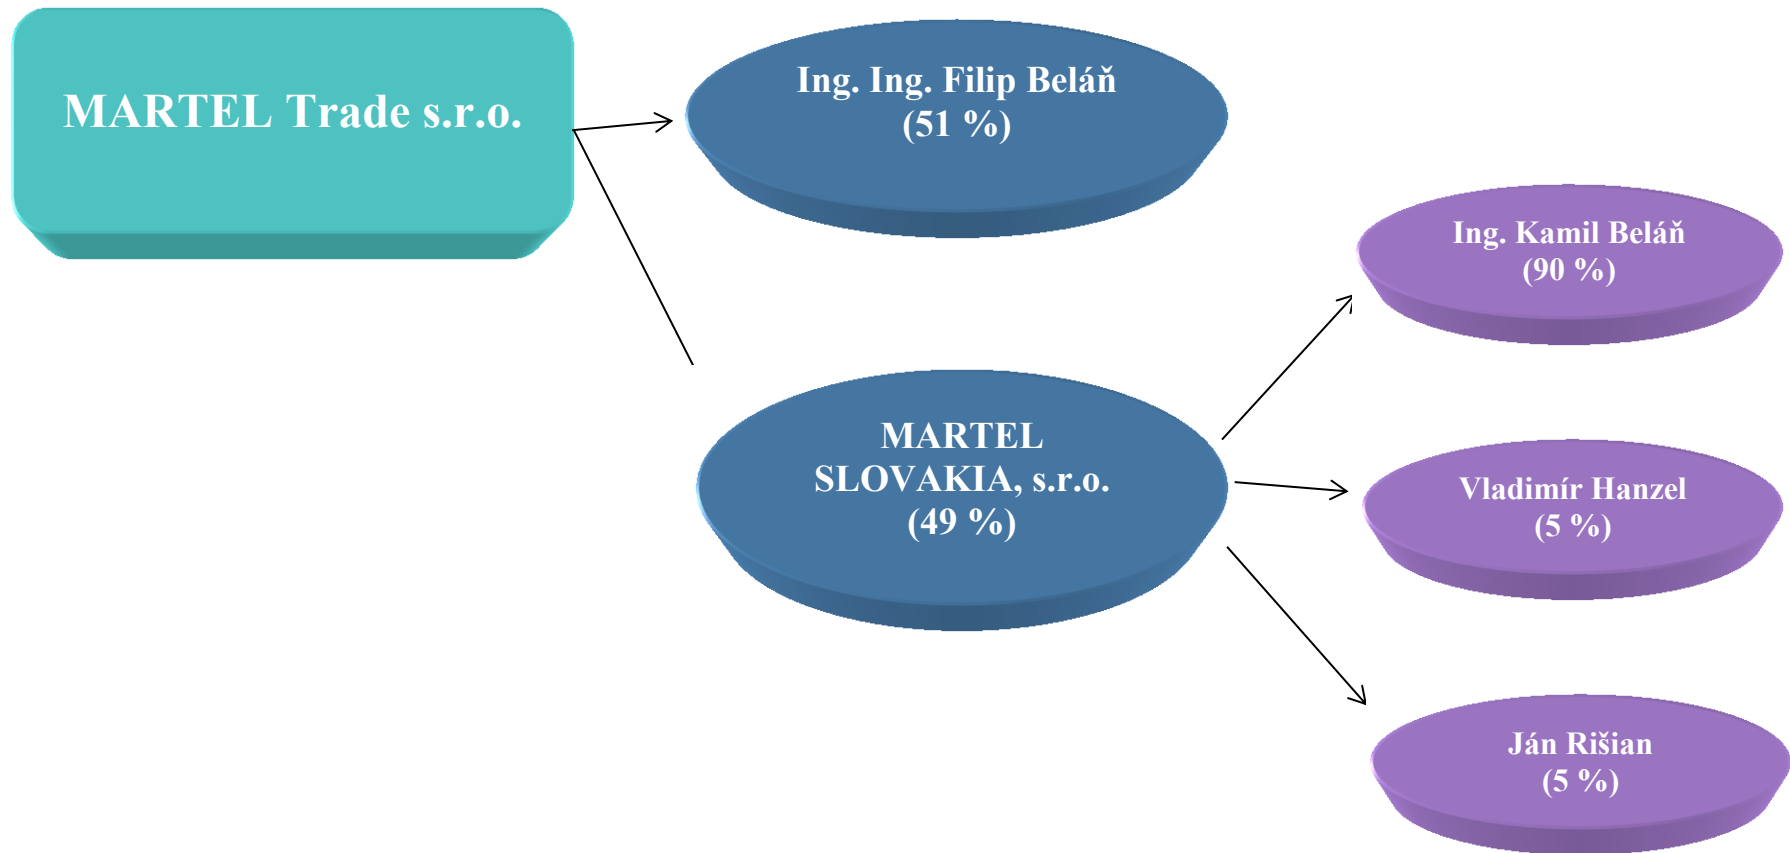 MARTEL Trade s.r.o.
Ing. Ing. Filip Beláň
(51 %)
MARTEL
SLOVAKIA, s.r.o.
(49 %)
Ing. Kamil Beláň
(90 %)
Vladimír Hanzel
(5 %)
Ján Rišian
(5 %)